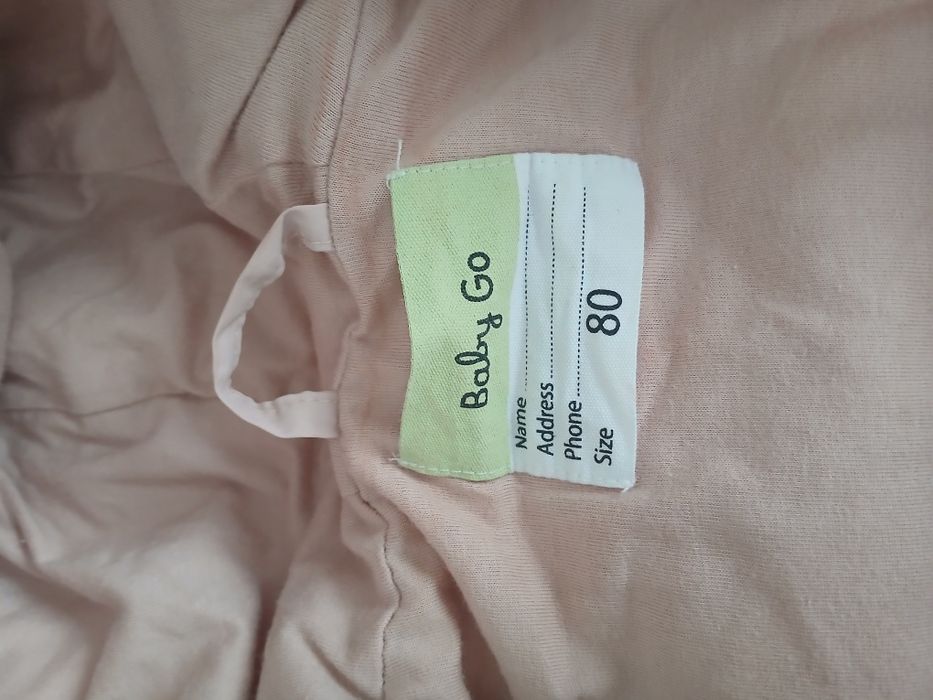 Baby Go
Name
Address
Phone
Size 80